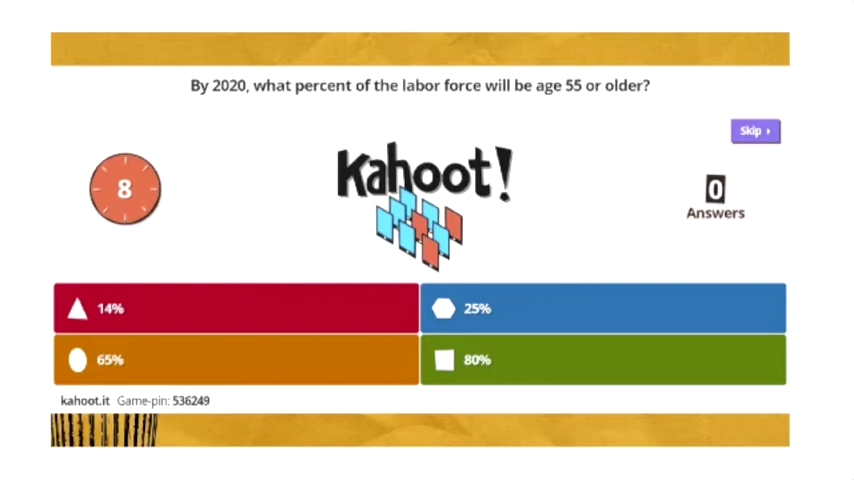 By 2020, what percent of the labor force will be age 55 or older?
Skip
8
Kahoot!
0
Answers
14%
25%
65%
80%
kahoot.it Game-pin: 536249